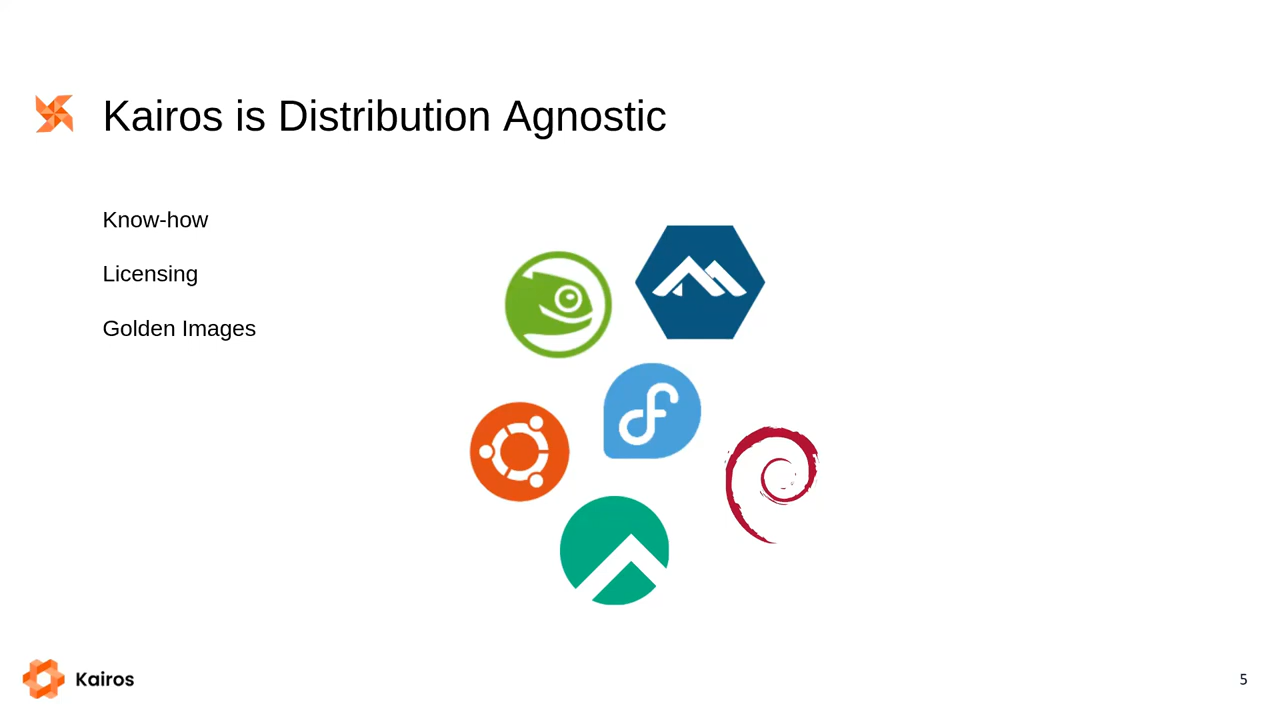 Kairos is Distribution Agnostic
Know-how
Licensing
Golden Images
Kairos
5